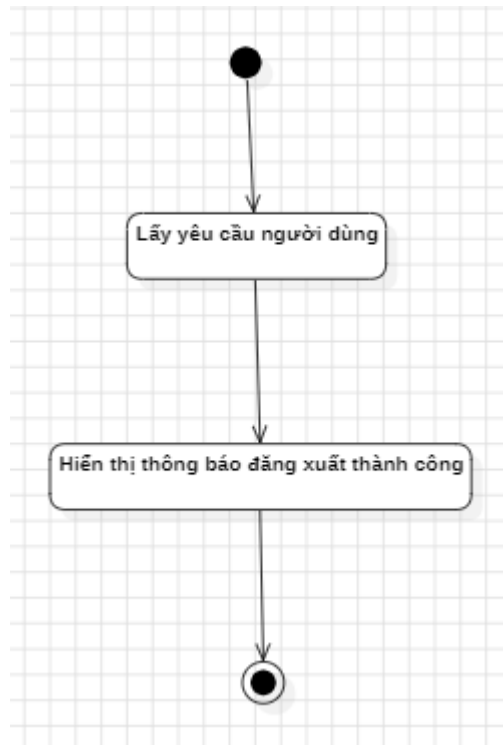 Lấy yêu cầu người dùng
Hiển thị thông báo đăng xuất thành công